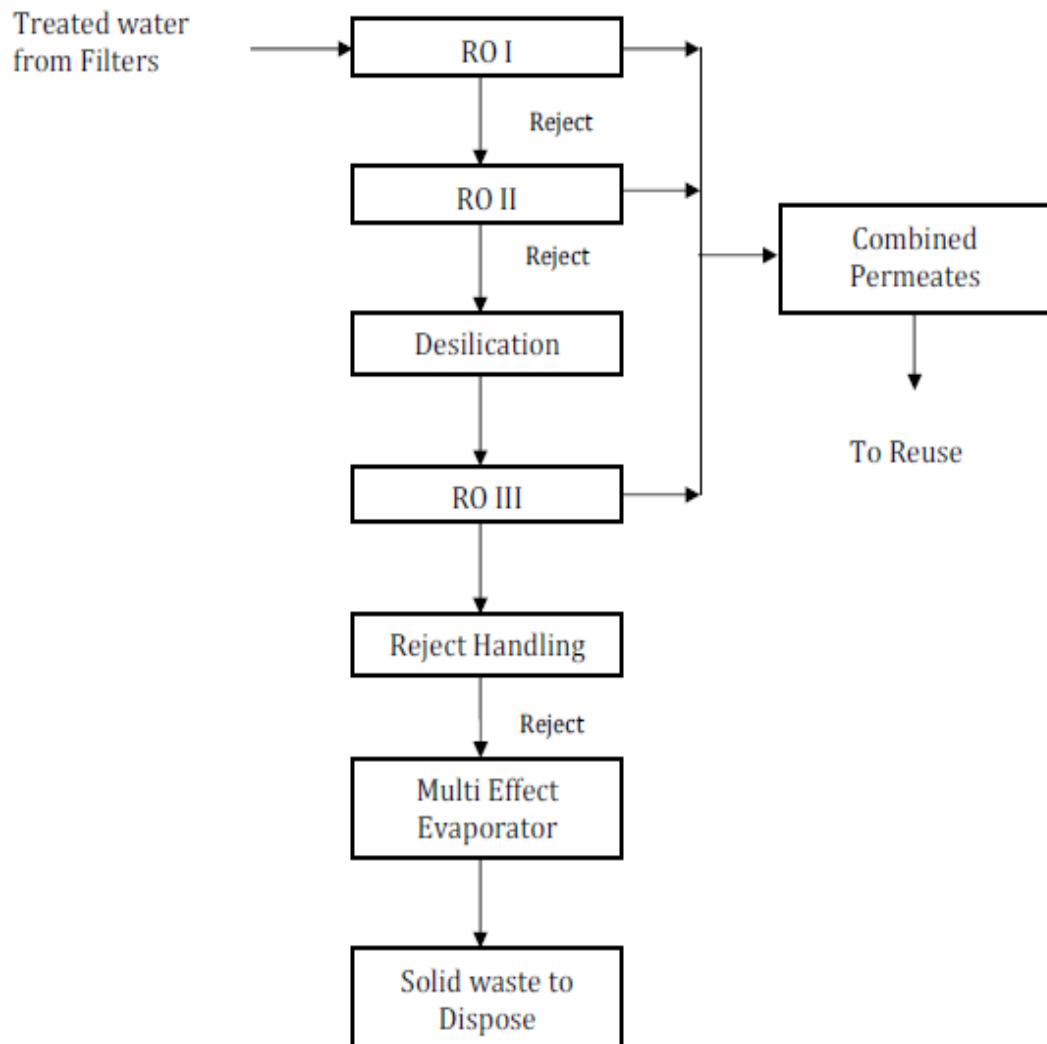 Treated water
from Filters
RO I
Reject
RO II
Reject
Combined
Permeates
Desilication
To Reuse
RO III
Reject Handling
Reject
Multi Effect
Evaporator
Solid waste to
Dispose